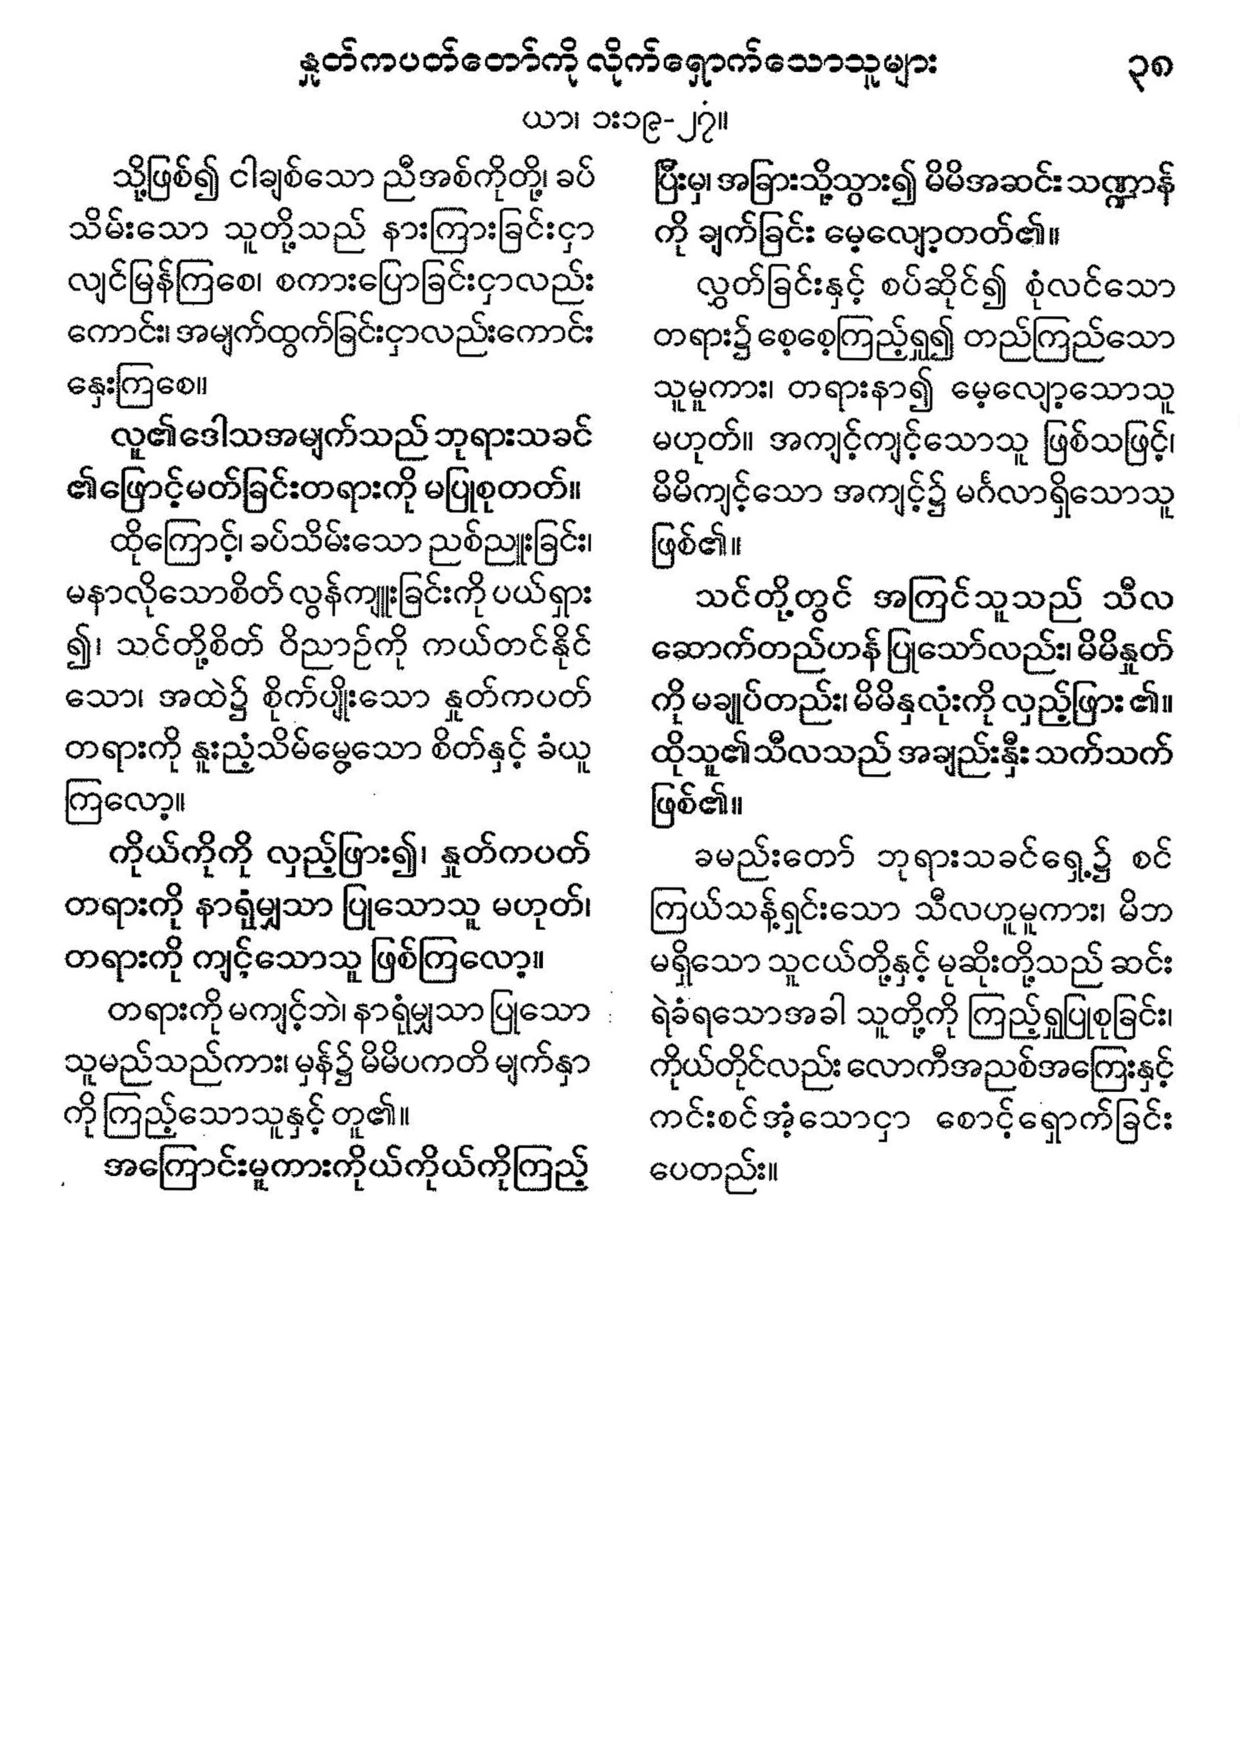 နှုတ်ကပတ်တော်ကို လိုက်ရှောက်သောသူများ ၃၈
ယာ၊ ၁း၁၉-၂၇။
သို့ဖြစ်၍ ငါချစ်သော ညီအစ်ကိုတို့၊ ခပ်
သိမ်းသော သူတို့သည် နားကြားခြင်းငှာ
လျင်မြန်ကြစေ၊ စကားပြောခြင်းငှာလည်း
ကောင်း၊ အမျက်ထွက်ခြင်းငှာလည်းကောင်း
နှေးကြစေ။
လူ၏ဒေါသအမျက်သည် ဘုရားသခင်
၏ဖြောင့်မတ်ခြင်းတရားကို မပြုစုတတ်။
ထိုကြောင့်၊ ခပ်သိမ်းသော ညစ်ညူးခြင်း၊
မနာလိုသောစိတ် လွန်ကျူးခြင်းကို ပယ်ရှား
၍၊ သင်တို့စိတ် ဝိညာဉ်ကို ကယ်တင်နိုင်
သော၊ အထဲ၌ စိုက်ပျိုးသော နှုတ်ကပတ်
တရားကို နူးညံ့သိမ်မွေ့သော စိတ်နှင့် ခံယူ
ကြလော့။
ကိုယ်ကိုကို လှည့်ဖြား၍၊ နှုတ်ကပတ်
တရားကို နာရုံမျှသာ ပြုသောသူ မဟုတ်၊
တရားကို ကျင့်သောသူ ဖြစ်ကြလော့။
တရားကို မကျင့်ဘဲ၊ နာရုံမျှသာ ပြုသော
သူမည်သည်ကား၊ မှန်၌ မိမိပကတိ မျက်နှာ
ကို ကြည့်သောသူနှင့် တူ၏။
အကြောင်းမူကားကိုယ်ကိုယ်ကိုကြည့်
ပြီးမှ၊ အခြားသို့သွား၍ မိမိအဆင်း သဏ္ဍာန်
ကို ချက်ခြင်း မေ့လျော့တတ်၏။
လွှတ်ခြင်းနှင့် စပ်ဆိုင်၍ စုံလင်သော
တရား၌ စေ့စေ့ကြည့်ရှု၍ တည်ကြည်သော
သူမူကား၊ တရားနာ၍ မေ့လျော့သောသူ
မဟုတ်။ အကျင့်ကျင့်သောသူ ဖြစ်သဖြင့်၊
မိမိကျင့်သော အကျင့်၌ မင်္ဂလာရှိသောသူ
ဖြစ်၏။
သင်တို့တွင် အကြင်သူသည် သီလ
ဆောက်တည်ဟန် ပြုသော်လည်း၊ မိမိနှုတ်
ကို မချုပ်တည်း၊ မိမိနှလုံးကို လှည့်ဖြား၏။
ထိုသူ၏သီလသည် အချည်းနှီး သက်သက်
ဖြစ်၏။
ခမည်းတော် ဘုရားသခင်ရှေ့၌ စင်
ကြယ်သန့်ရှင်းသော သီလဟူမူကား၊ မိဘ
မရှိသော သူငယ်တို့နှင့် မုဆိုးတို့သည် ဆင်း
ရဲခံရသောအခါ သူတို့ကို ကြည့်ရှုပြုစုခြင်း၊
ကိုယ်တိုင်လည်း လောကီအညစ်အကြေးနှင့်
ကင်းစင်အံ့သောငှာ စောင့်ရှောက်ခြင်း
ပေတည်း။